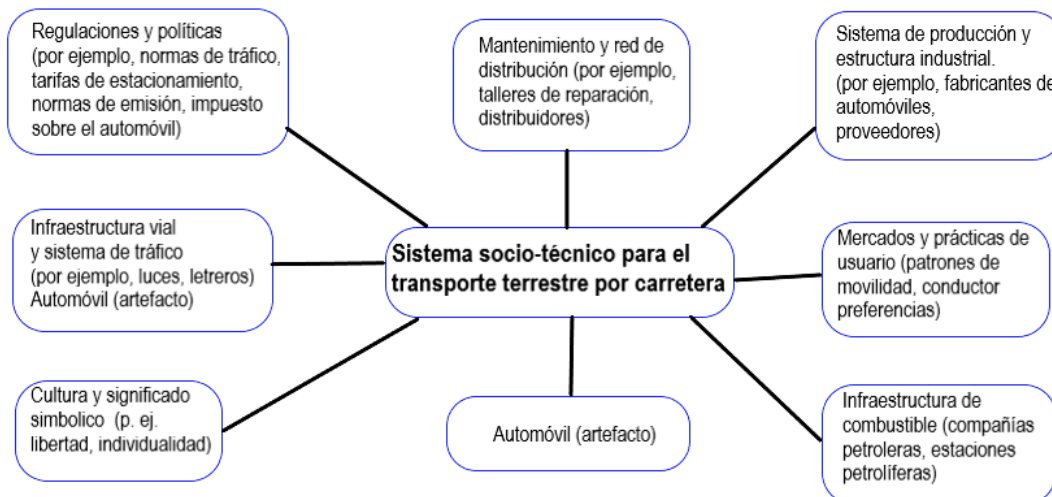 Regulaciones y políticas
(por ejemplo, normas de tráfico,
tarifas de estacionamiento,
normas de emisión, impuesto
sobre el automóvil)
Mantenimiento y red de
distribución (por ejemplo,
talleres de reparación,
distribuidores)
Sistema de producción y
estructura industrial.
(por ejemplo, fabricantes de
automóviles,
proveedores)
Infraestructura vial
y sistema de tráfico
(por ejemplo, luces, letreros)
Automóvil (artefacto)
Sistema socio-técnico para el
transporte terrestre por carretera
Mercados y prácticas de
usuario (patrones de
movilidad, conductor
preferencias)
Cultura y significado
simbolico (p. ej.
libertad, individualidad)
Automóvil (artefacto)
Infraestructura de
combustible (compañías
petroleras, estaciones
petrolíferas)